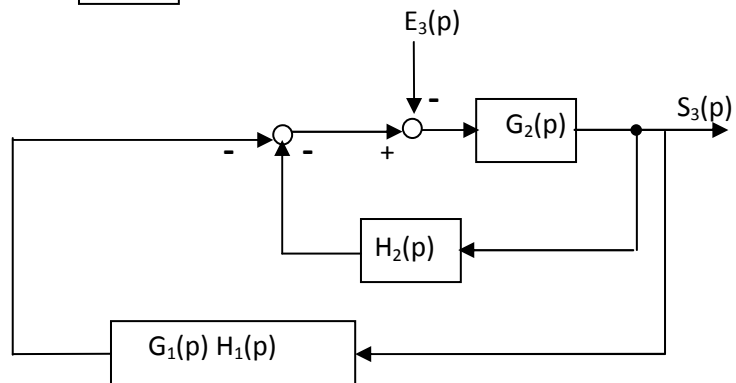 E₃(p)
-
G₂(p)
S₃(p)
- - +
H₂(p)
G₁(p) H₁(p)